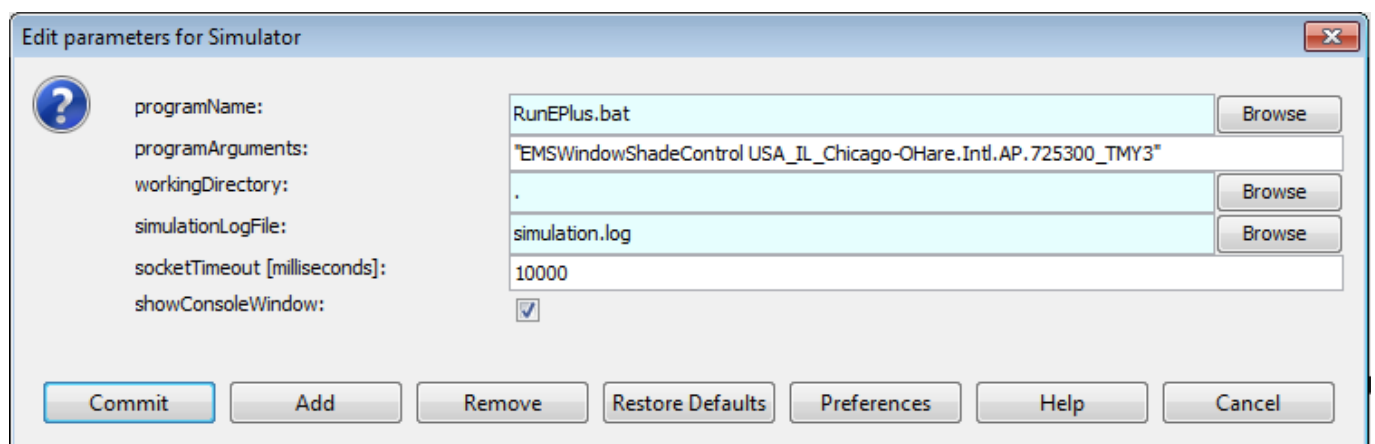 Edit parameters for Simulator
programName: RunEPlus.bat Browse
programArguments: "EMSWindowShadeControl USA_IL_Chicago-OHare.Intl.AP.725300_TMY3"
workingDirectory: . Browse
simulationLogFile: simulation.log Browse
socketTimeout [milliseconds]: 10000
showConsoleWindow:
Commit Add Remove Restore Defaults Preferences Help Cancel